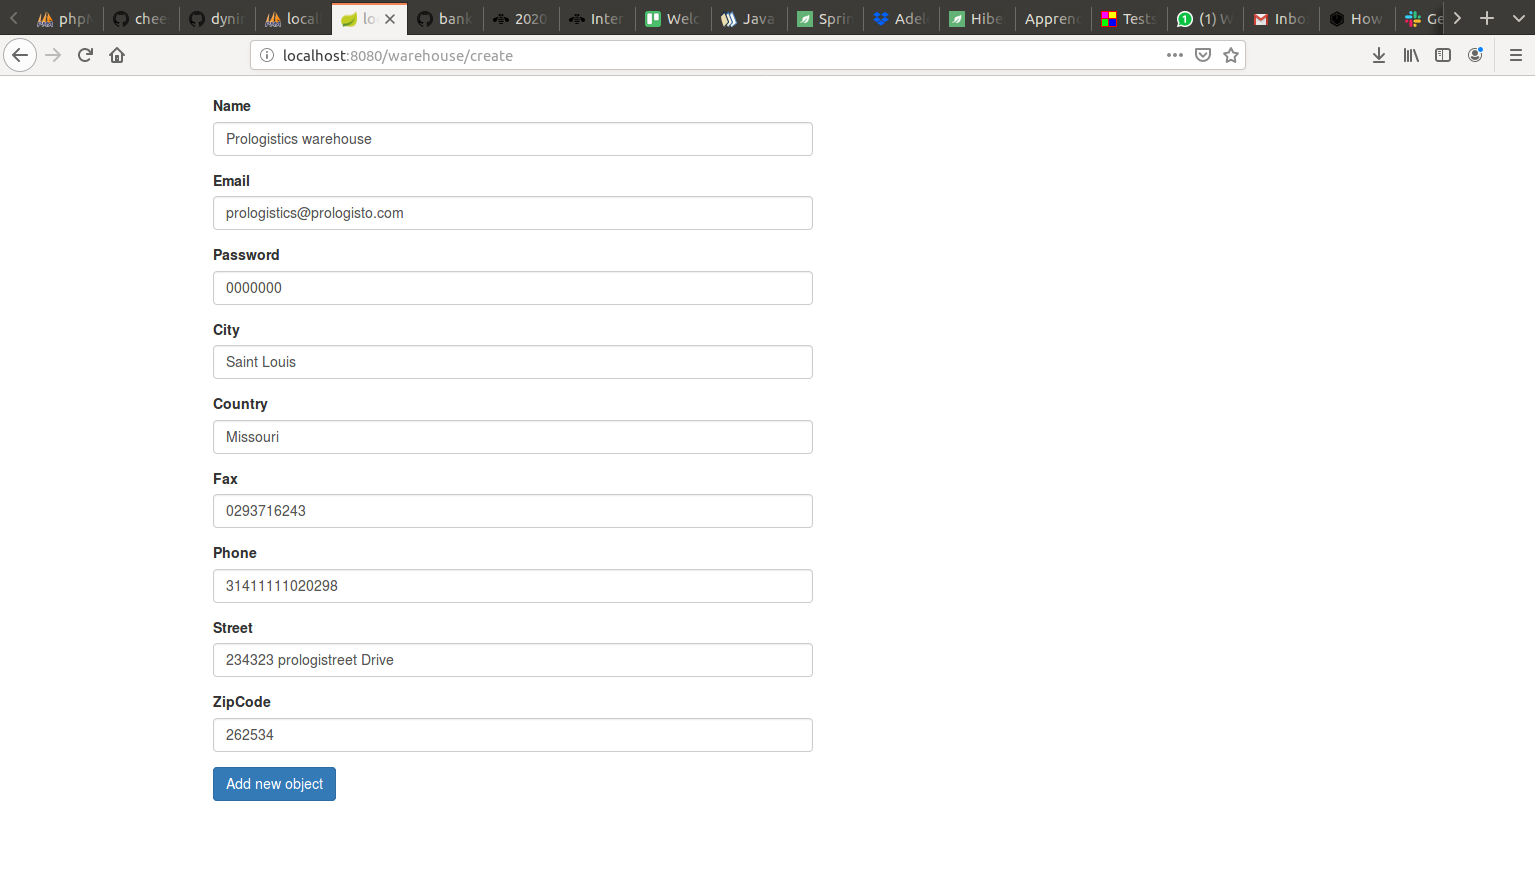 phpM chee dyni locall lo bank 2020 Inter Welc Java Sprin Adel Hibe Appren Tests (1) W Inbo How Ge
localhost:8080/warehouse/create
Name
Prologistics warehouse
Email
prologistics@prologisto.com
Password
0000000
City
Saint Louis
Country
Missouri
Fax
0293716243
Phone
31411111020298
Street
234323 prologistreet Drive
ZipCode
262534
Add new object